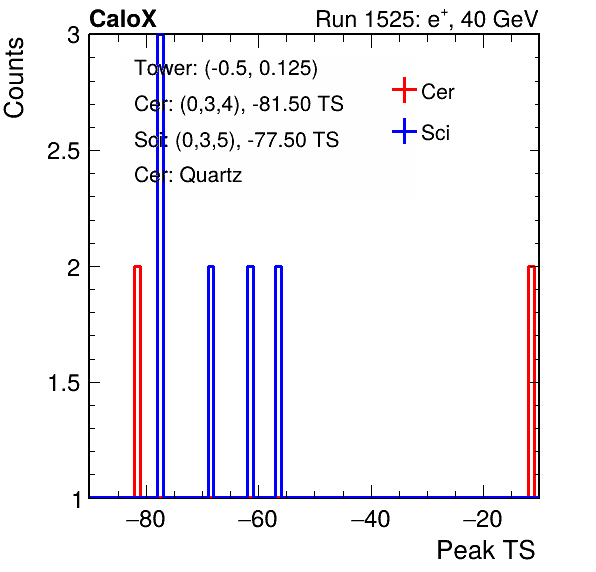 CaloX Run 1525: e⁺, 40 GeV
Counts
3
2.5
2
1.5
1
Tower: (-0.5, 0.125)
Cer: (0,3,4), -81.50 TS
Sci: (0,3,5), -77.50 TS
Cer: Quartz
Cer
Sci
−80 −60 −40 −20
Peak TS